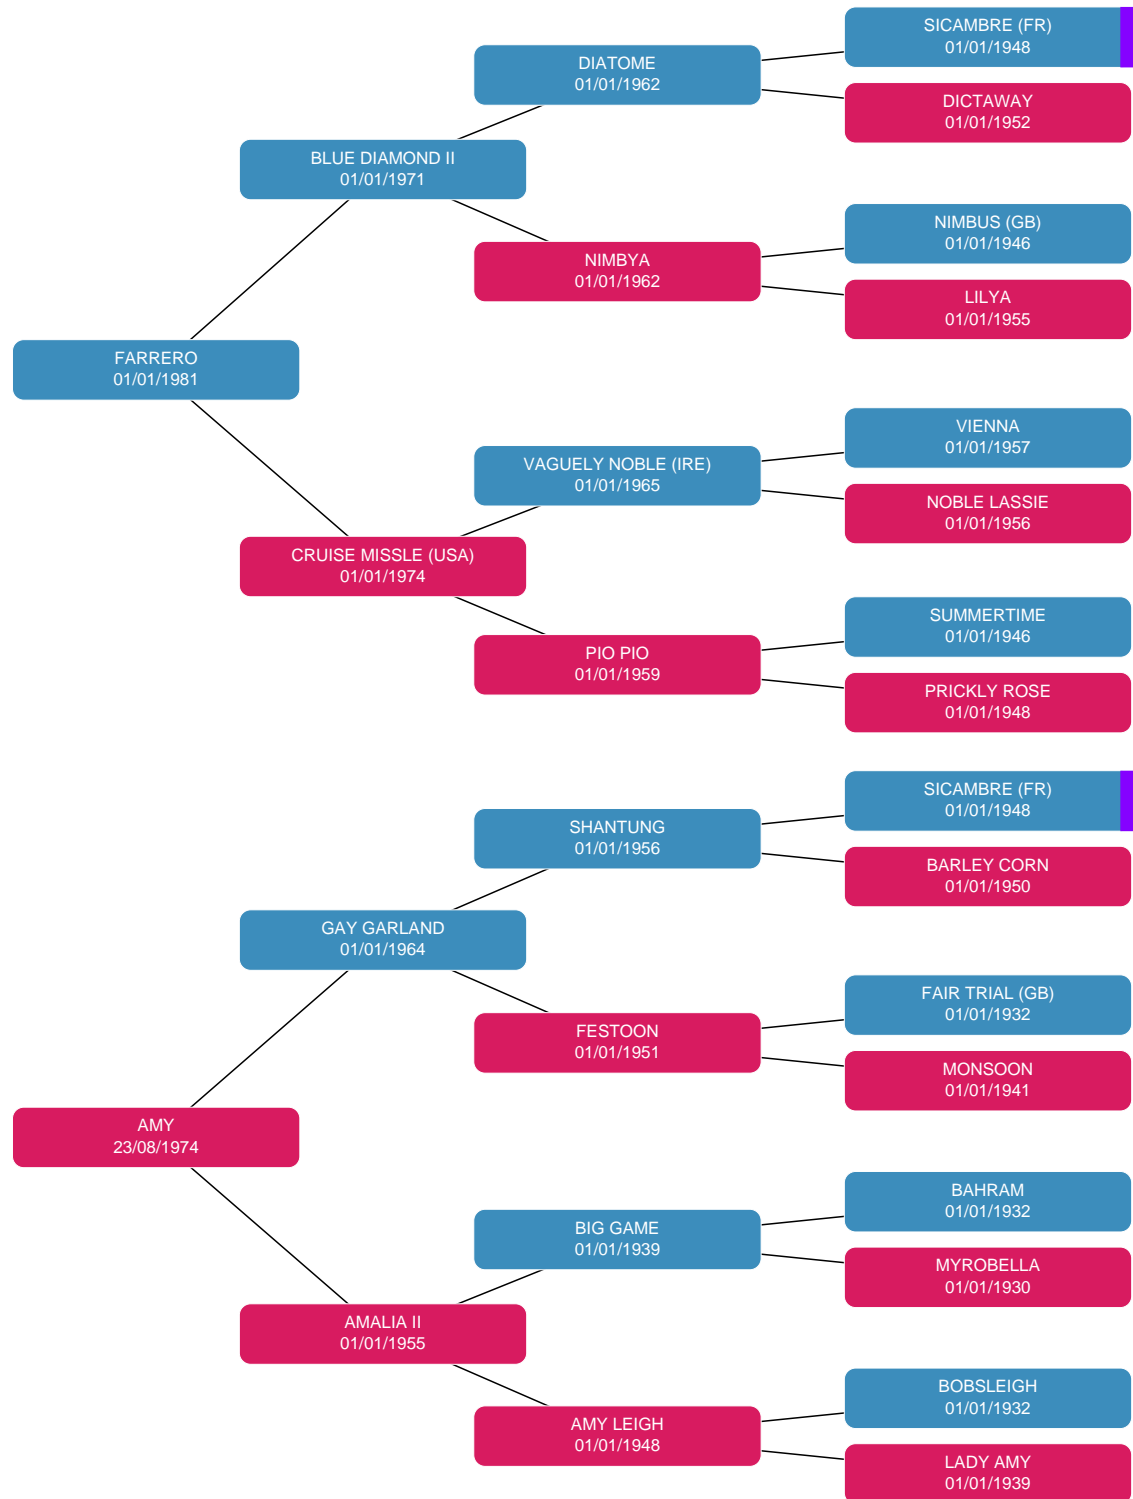 SICAMBRE (FR)
01/01/1948
DIATOME
01/01/1962
DICTAWAY
01/01/1952
BLUE DIAMOND II
01/01/1971
NIMBUS (GB)
01/01/1946
NIMBYA
01/01/1962
LILYA
01/01/1955
FARRERO
01/01/1981
VIENNA
01/01/1957
VAGUELY NOBLE (IRE)
01/01/1965
NOBLE LASSIE
01/01/1956
CRUISE MISSLE (USA)
01/01/1974
SUMMERTIME
01/01/1946
PIO PIO
01/01/1959
PRICKLY ROSE
01/01/1948
SICAMBRE (FR)
01/01/1948
SHANTUNG
01/01/1956
BARLEY CORN
01/01/1950
GAY GARLAND
01/01/1964
FAIR TRIAL (GB)
01/01/1932
FESTOON
01/01/1951
MONSOON
01/01/1941
AMY
23/08/1974
BAHRAM
01/01/1932
BIG GAME
01/01/1939
MYROBELLA
01/01/1930
AMALIA II
01/01/1955
BOBSLEIGH
01/01/1932
AMY LEIGH
01/01/1948
LADY AMY
01/01/1939